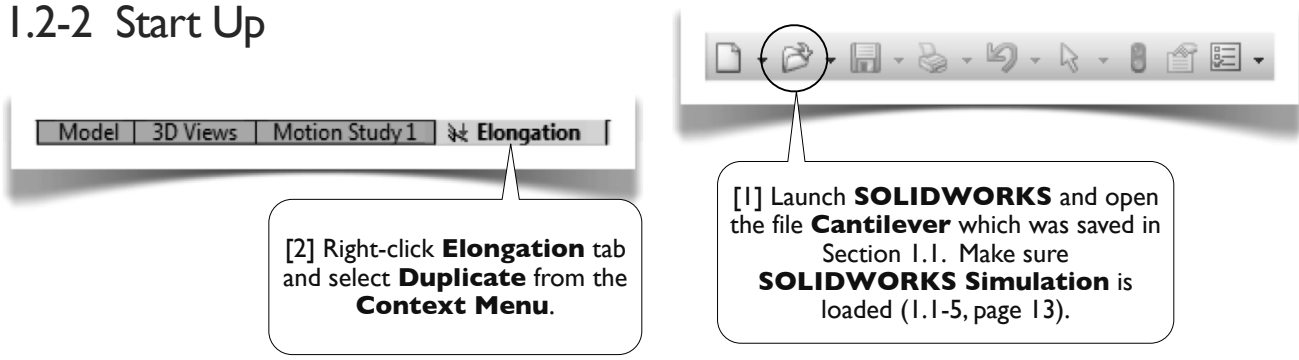 1.2-2 Start Up
[1] Launch SOLIDWORKS and open
the file Cantilever which was saved in
Section 1.1. Make sure
SOLIDWORKS Simulation is
loaded (1.1-5, page 13).
Model 3D Views Motion Study 1 Elongation
[2] Right-click Elongation tab
and select Duplicate from the
Context Menu.